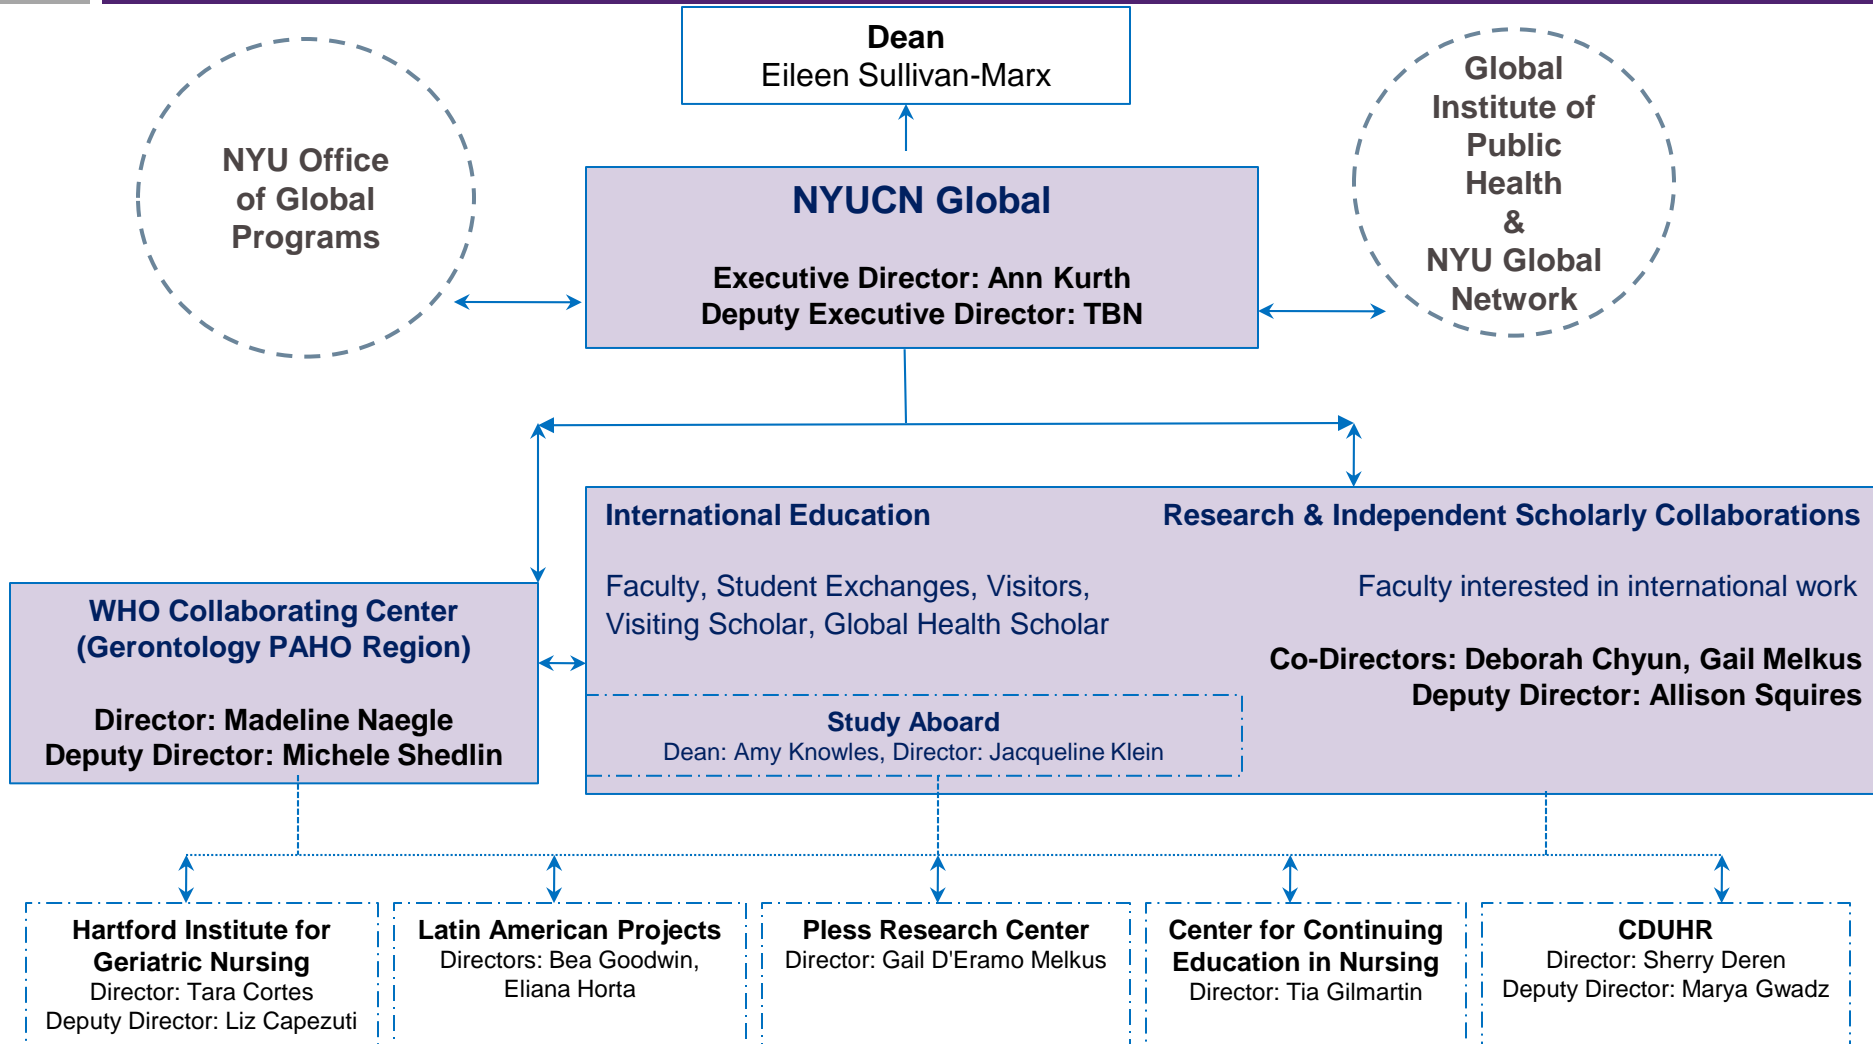 Dean
Eileen Sullivan-Marx
NYU Office
of Global
Programs
NYUCN Global
Executive Director: Ann Kurth
Deputy Executive Director: TBN
Global
Institute of
Public
Health
&
NYU Global
Network
International Education
Faculty, Student Exchanges, Visitors,
Visiting Scholar, Global Health Scholar
Research & Independent Scholarly Collaborations
Faculty interested in international work
Co-Directors: Deborah Chyun, Gail Melkus
Deputy Director: Allison Squires
Study Aboard
Dean: Amy Knowles, Director: Jacqueline Klein
WHO Collaborating Center
(Gerontology PAHO Region)
Director: Madeline Naegle
Deputy Director: Michele Shedlin
Hartford Institute for
Geriatric Nursing
Director: Tara Cortes
Deputy Director: Liz Capezuti
Latin American Projects
Directors: Bea Goodwin,
Eliana Horta
Pless Research Center
Director: Gail D'Eramo Melkus
Center for Continuing
Education in Nursing
Director: Tia Gilmartin
CDUHR
Director: Sherry Deren
Deputy Director: Marya Gwadz